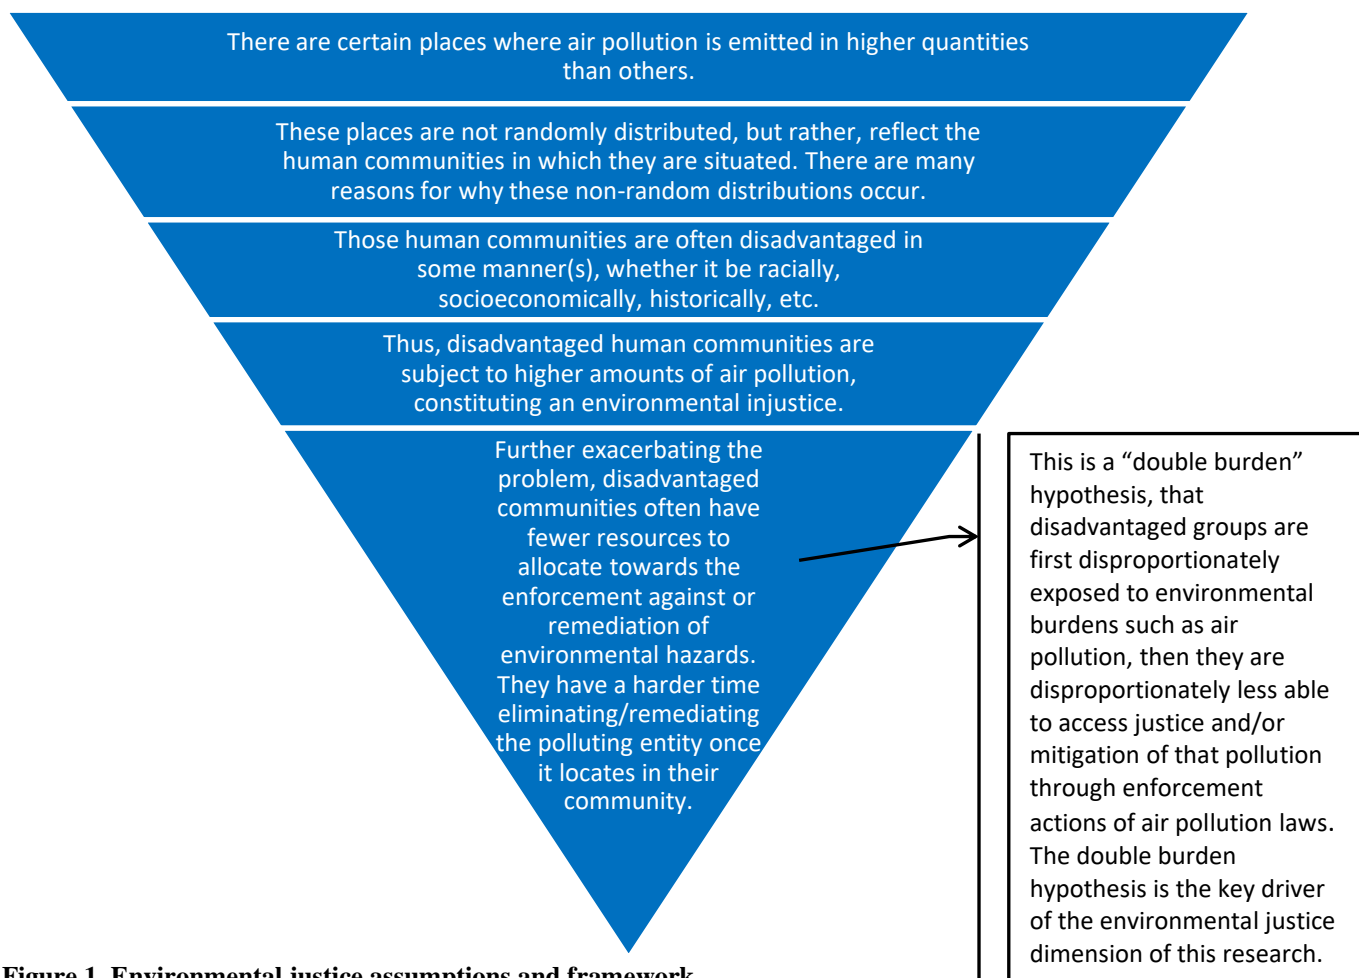 There are certain places where air pollution is emitted in higher quantities
than others.
These places are not randomly distributed, but rather, reflect the
human communities in which they are situated. There are many
reasons for why these non-random distributions occur.
Those human communities are often disadvantaged in
some manner(s), whether it be racially,
socioeconomically, historically, etc.
Thus, disadvantaged human communities are
subject to higher amounts of air pollution,
constituting an environmental injustice.
Further exacerbating the
problem, disadvantaged
communities often have
fewer resources to
allocate towards the
enforcement against or
remediation of
environmental hazards.
They have a harder time
eliminating/remediating
the polluting entity once
it locates in their
community.
This is a “double burden”
hypothesis, that
disadvantaged groups are
first disproportionately
exposed to environmental
burdens such as air
pollution, then they are
disproportionately less able
to access justice and/or
mitigation of that pollution
through enforcement
actions of air pollution laws.
The double burden
hypothesis is the key driver
of the environmental justice
dimension of this research.
Figure 1. Environmental justice assumptions and framework